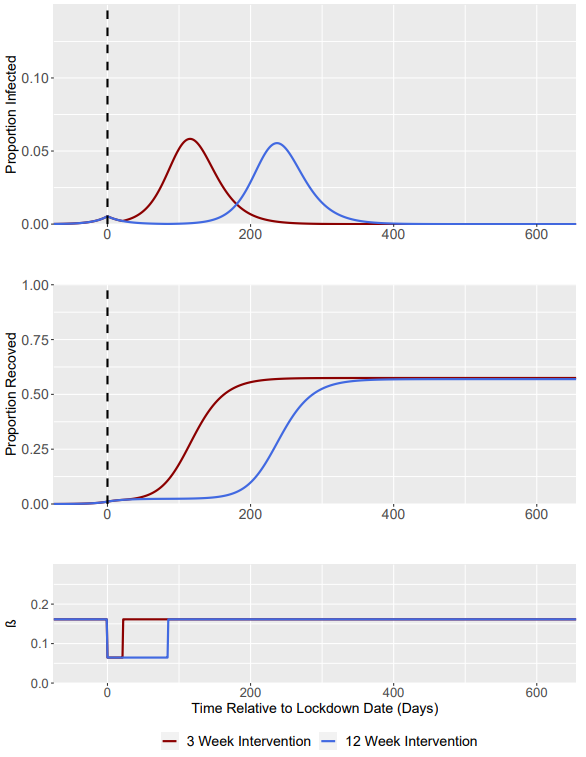 Proportion Infected
0.10
0.05
0.00
0 200 400 600
Proportion Recoved
1.00
0.75
0.50
0.25
0.00
0 200 400 600
ß
0.2
0.1
0.0
0 200 400 600
Time Relative to Lockdown Date (Days)
3 Week Intervention 12 Week Intervention